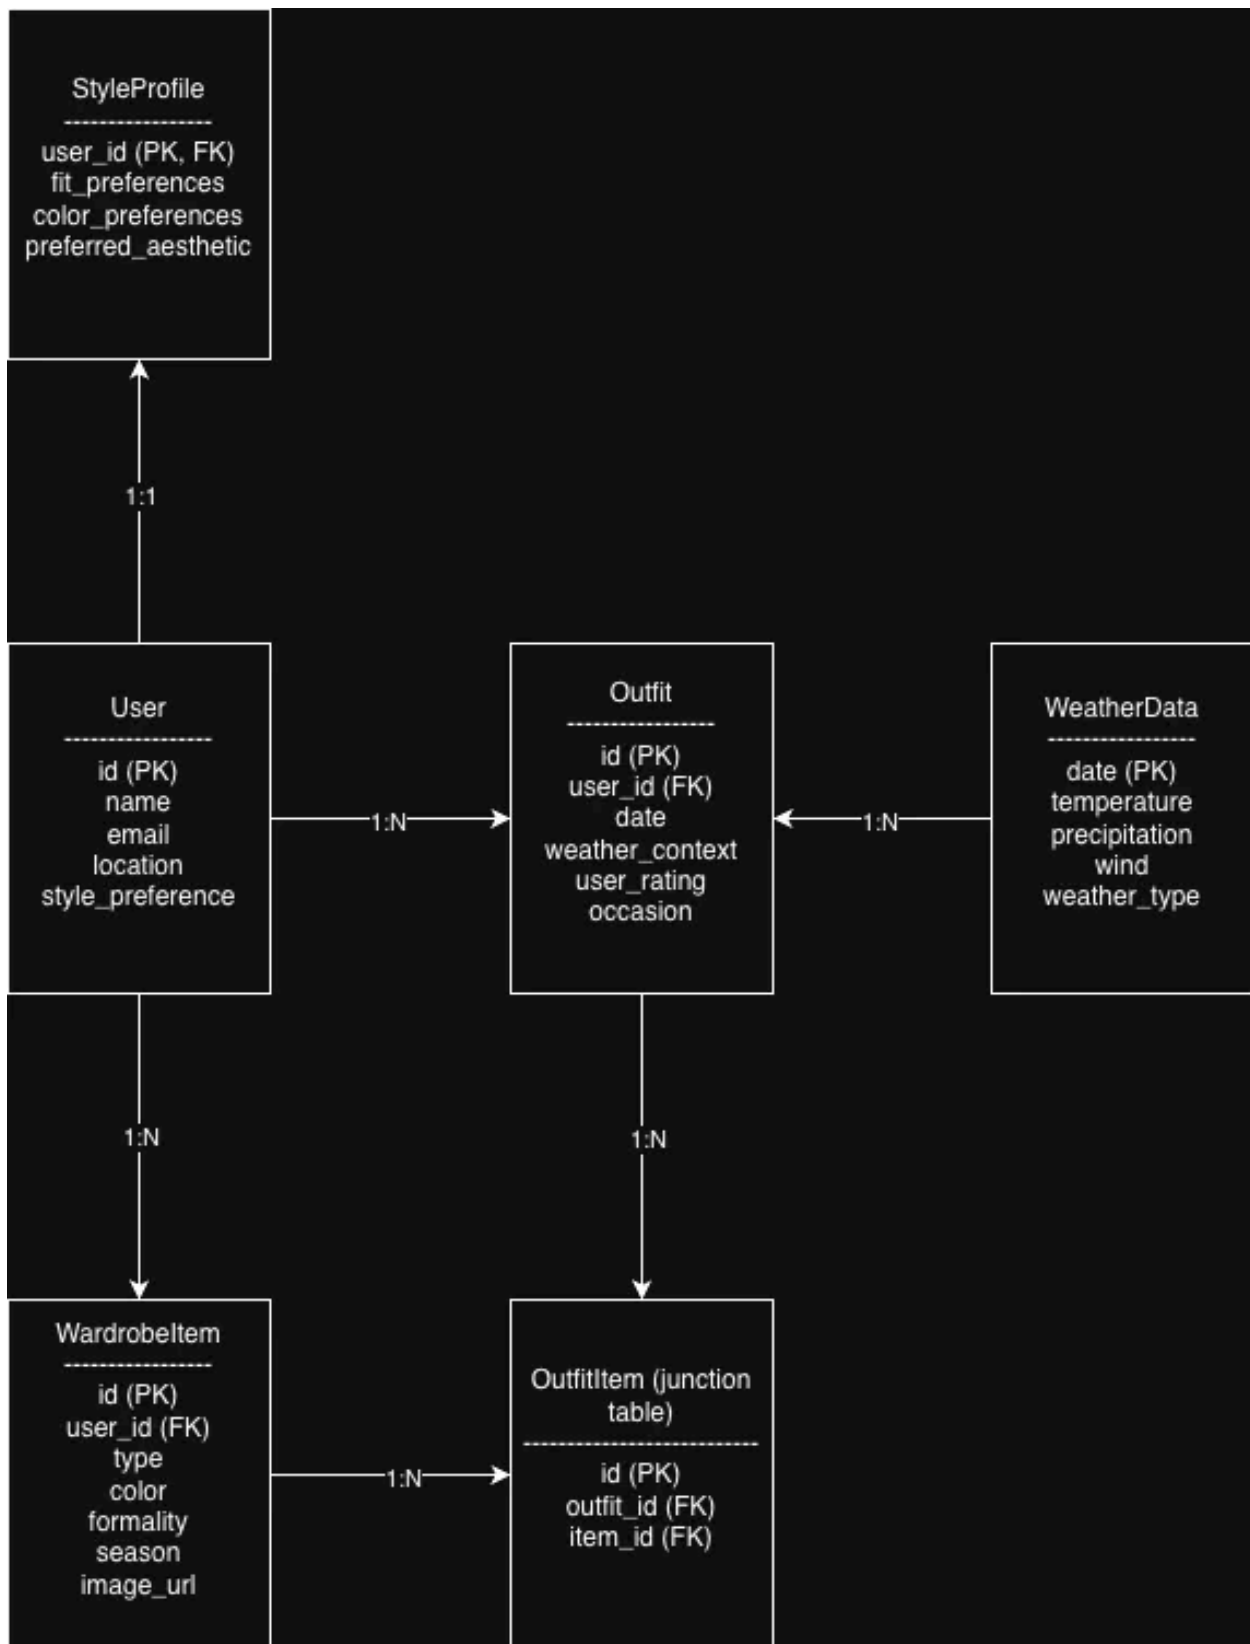 StyleProfile
-----------------
user_id (PK, FK)
fit_preferences
color_preferences
preferred_aesthetic
1:1
User
-----------------
id (PK)
name
email
location
style_preference
1:N
Outfit
-----------------
id (PK)
user_id (FK)
date
weather_context
user_rating
occasion
1:N
WeatherData
-----------------
date (PK)
temperature
precipitation
wind
weather_type
1:N
1:N
WardrobeItem
-----------------
id (PK)
user_id (FK)
type
color
formality
season
image_url
1:N
OutfitItem (junction
table)
---------------------------
id (PK)
outfit_id (FK)
item_id (FK)